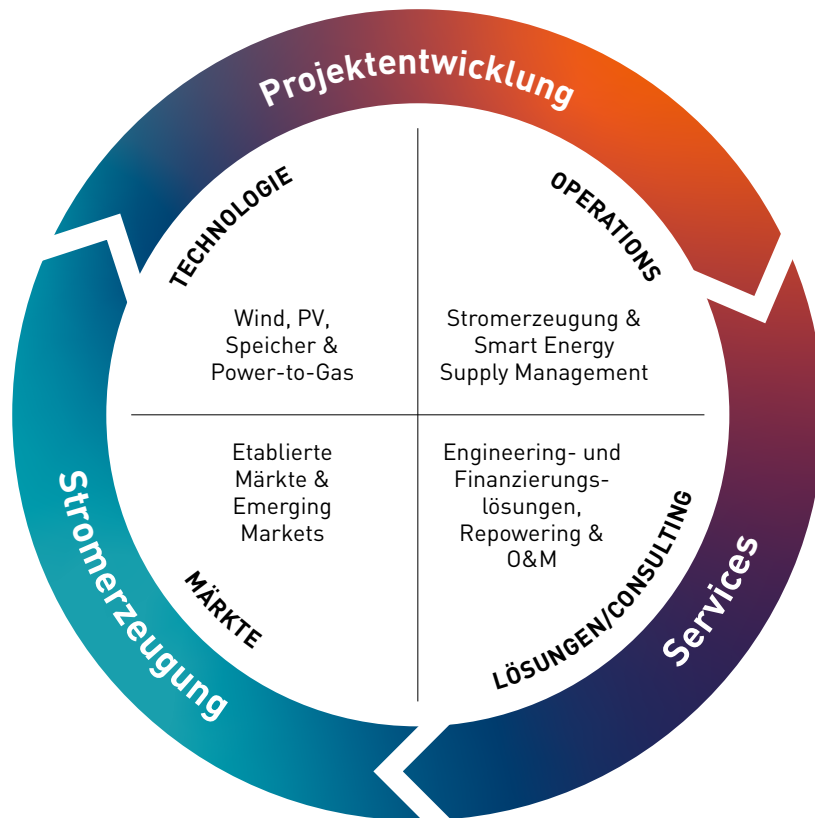 Projektentwicklung
TECHNOLOGIE
Wind, PV,
Speicher &
Power-to-Gas
OPERATIONS
Stromerzeugung &
Smart Energy
Supply Management
Etablierte
Märkte &
Emerging
Markets
MÄRKTE
Engineering- und
Finanzierungs-
lösungen,
Repowering &
O&M
LÖSUNGEN/CONSULTING
Services
Stromerzeugung